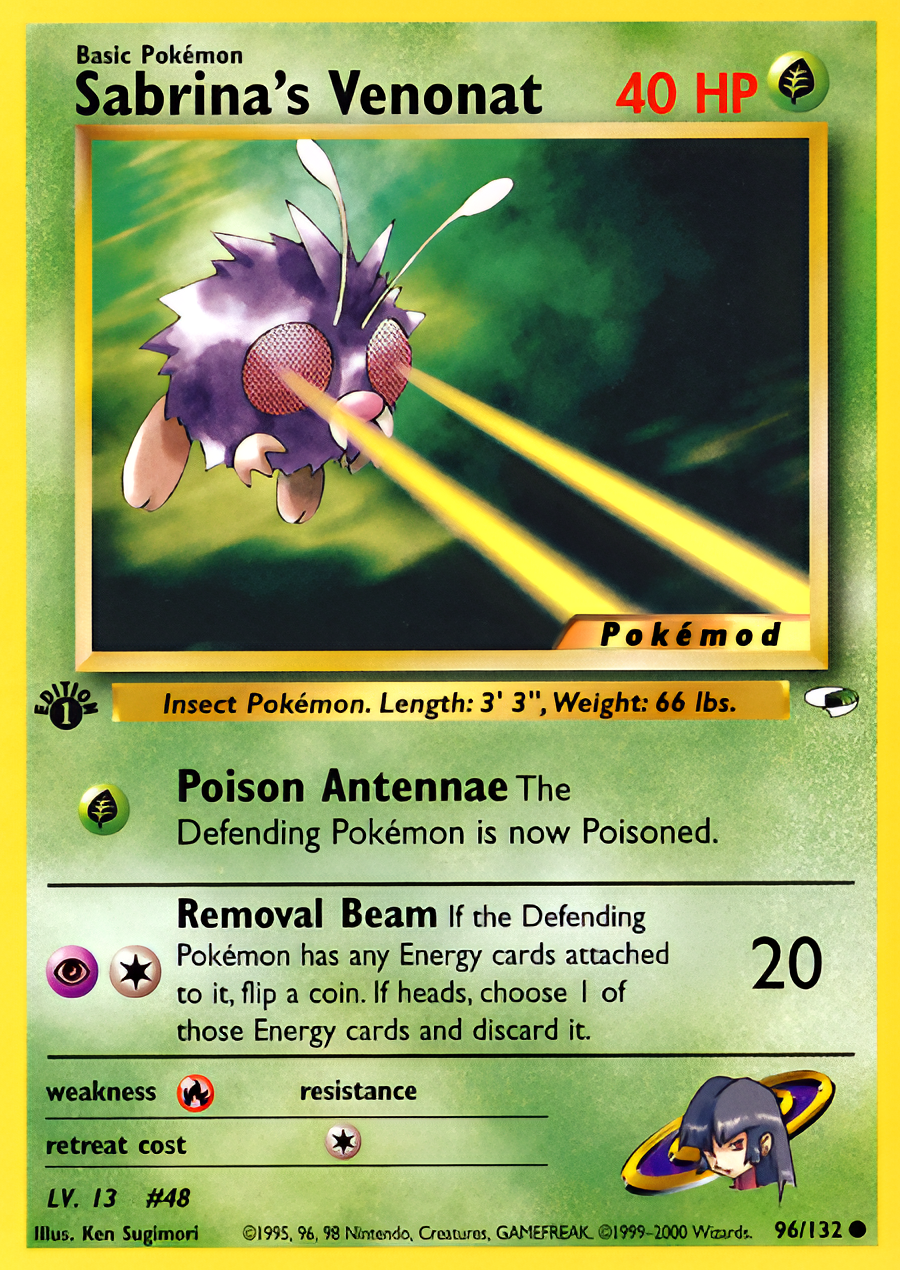 Basic Pokémon
Sabrina's Venonat 40 HP
Pokémod
EDITION
1
Insect Pokémon. Length: 3' 3", Weight: 66 lbs.
Poison Antennae The
Defending Pokémon is now Poisoned.
Removal Beam If the Defending
Pokémon has any Energy cards attached
to it, flip a coin. If heads, choose 1 of
those Energy cards and discard it.
20
weakness resistance
retreat cost
LV. 13 #48
Illus. Ken Sugimori ©1995, 96, 98 Nintendo, Creatures, GAMEFREAK. ©1999–2000 Wizards. 96/132